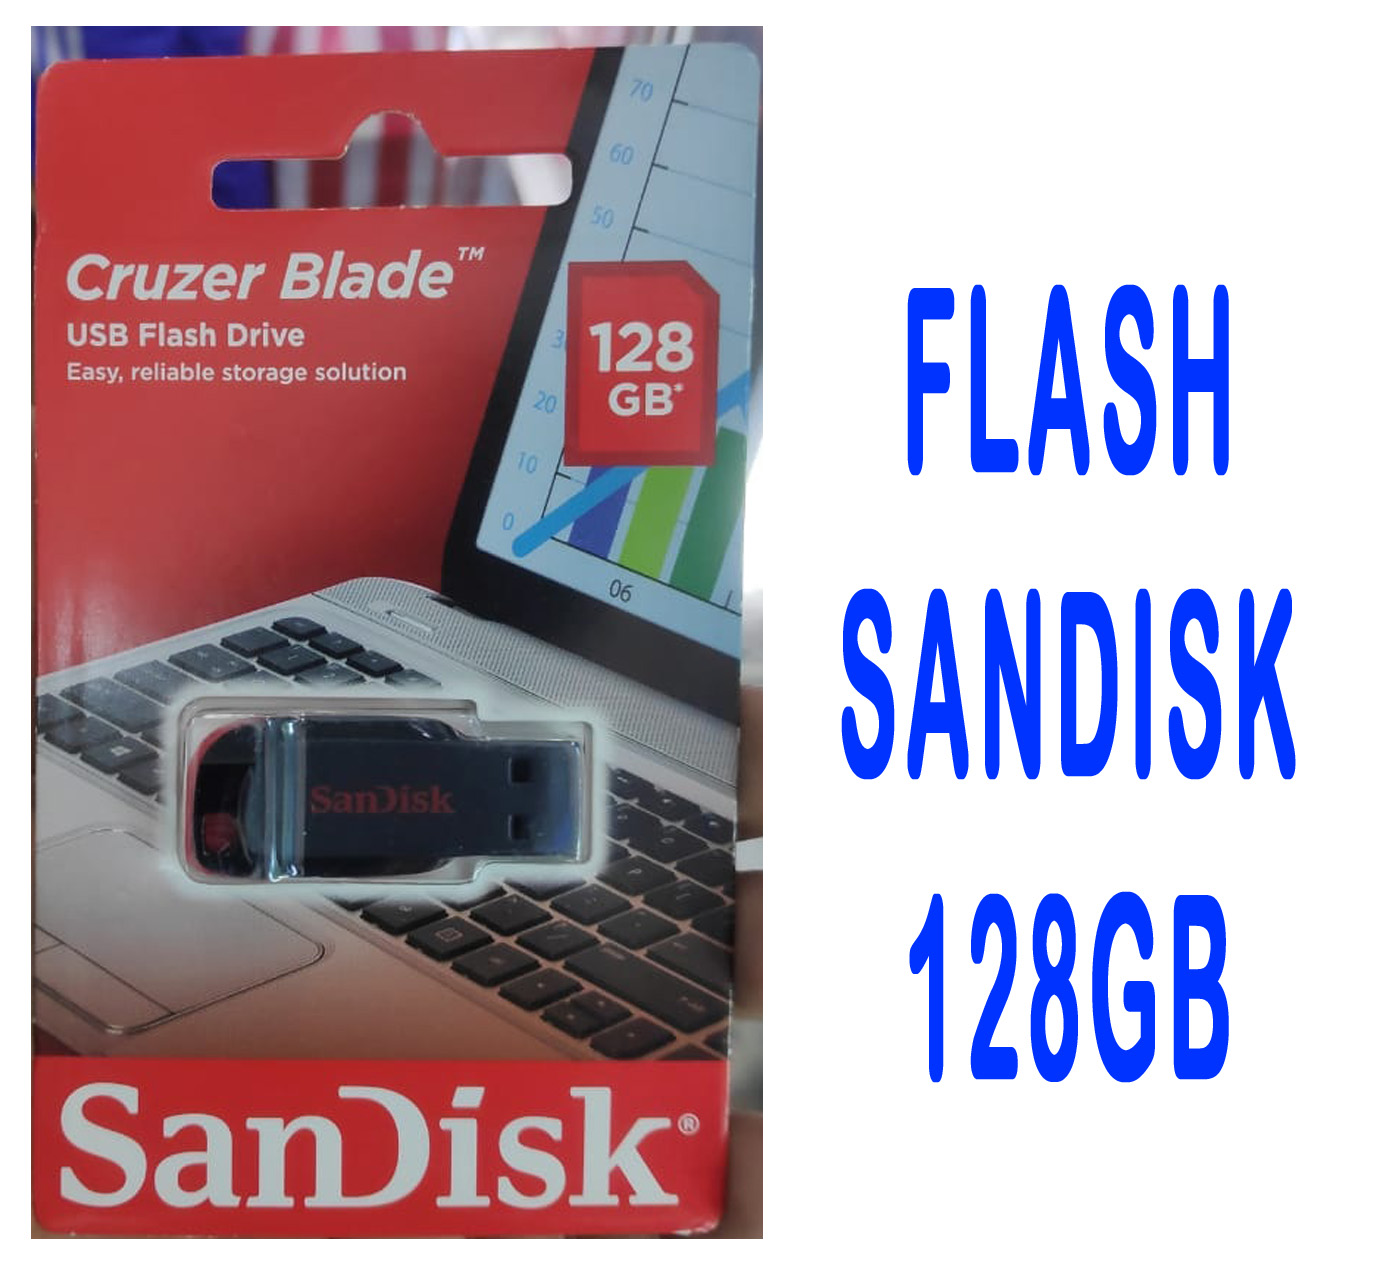 Cruzer Blade™
USB Flash Drive
Easy, reliable storage solution
128
GB*
70
60
50
20
10
0
06
SanDisk
SanDisk®
FLASH
SANDISK
128GB